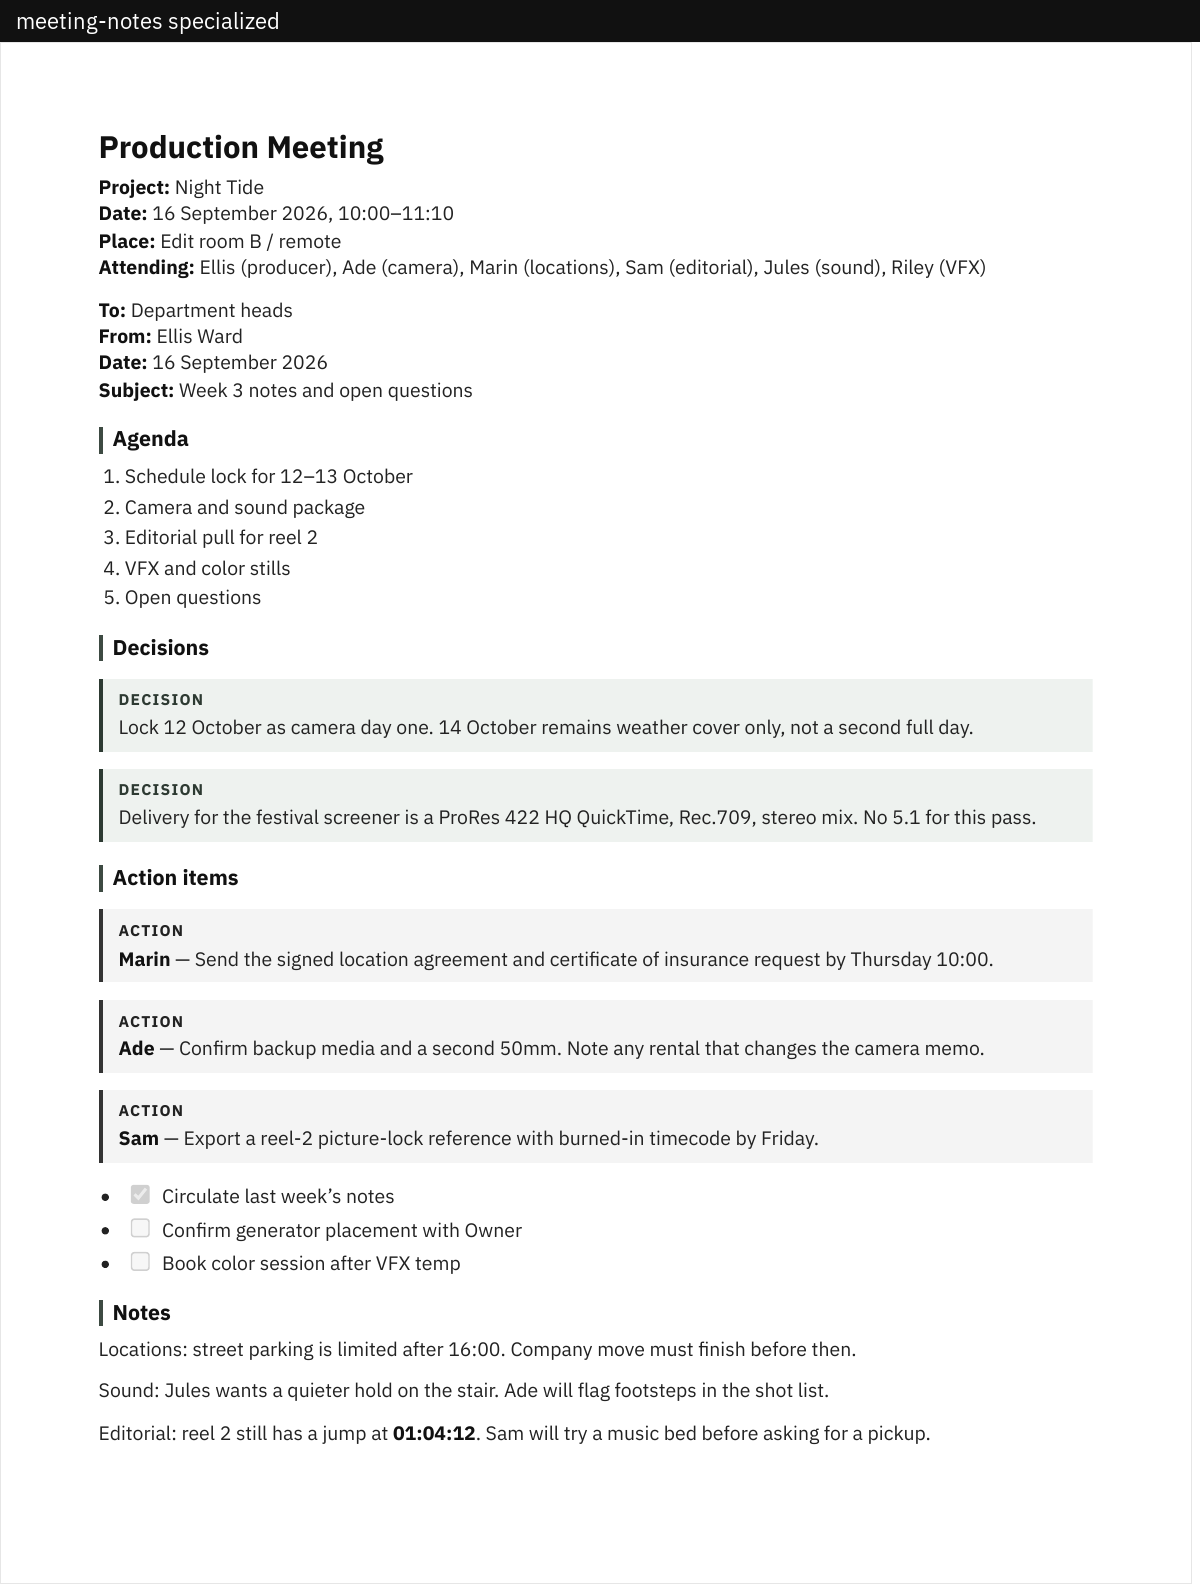 meeting-notes specialized
Production Meeting
Project: Night Tide
Date: 16 September 2026, 10:00–11:10
Place: Edit room B / remote
Attending: Ellis (producer), Ade (camera), Marin (locations), Sam (editorial), Jules (sound), Riley (VFX)
To: Department heads
From: Ellis Ward
Date: 16 September 2026
Subject: Week 3 notes and open questions
Agenda
1. Schedule lock for 12–13 October
2. Camera and sound package
3. Editorial pull for reel 2
4. VFX and color stills
5. Open questions
Decisions
DECISION
Lock 12 October as camera day one. 14 October remains weather cover only, not a second full day.
DECISION
Delivery for the festival screener is a ProRes 422 HQ QuickTime, Rec.709, stereo mix. No 5.1 for this pass.
Action items
ACTION
Marin — Send the signed location agreement and certificate of insurance request by Thursday 10:00.
ACTION
Ade — Confirm backup media and a second 50mm. Note any rental that changes the camera memo.
ACTION
Sam — Export a reel-2 picture-lock reference with burned-in timecode by Friday.
Circulate last week’s notes
Confirm generator placement with Owner
Book color session after VFX temp
Notes
Locations: street parking is limited after 16:00. Company move must finish before then.
Sound: Jules wants a quieter hold on the stair. Ade will flag footsteps in the shot list.
Editorial: reel 2 still has a jump at 01:04:12. Sam will try a music bed before asking for a pickup.